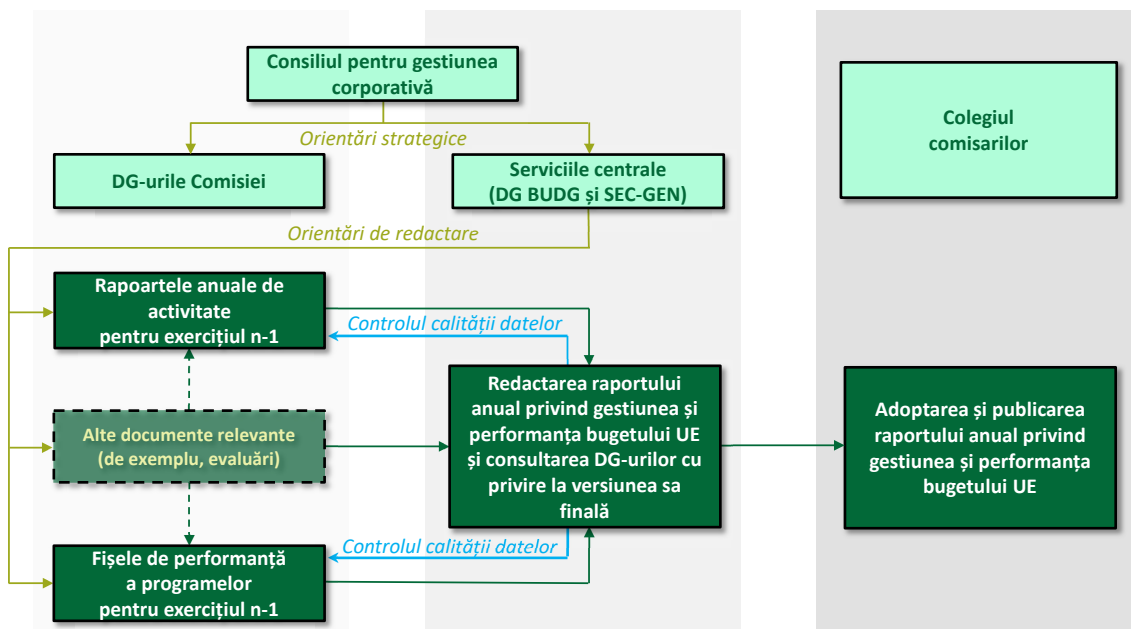 Consiliul pentru gestiunea
corporativă
Colegiul
comisarilor
Orientări strategice
DG-urile Comisiei
Serviciile centrale
(DG BUDG și SEC-GEN)
Orientări de redactare
Rapoartele anuale de
activitate
pentru exercițiul n-1
Controlul calității datelor
Alte documente relevante
(de exemplu, evaluări)
Redactarea raportului
anual privind gestiunea și
performanța bugetului UE
și consultarea DG-urilor cu
privire la versiunea sa
finală
Adoptarea și publicarea
raportului anual privind
gestiunea și performanța
bugetului UE
Controlul calității datelor
Fișele de performanță
a programelor
pentru exercițiul n-1